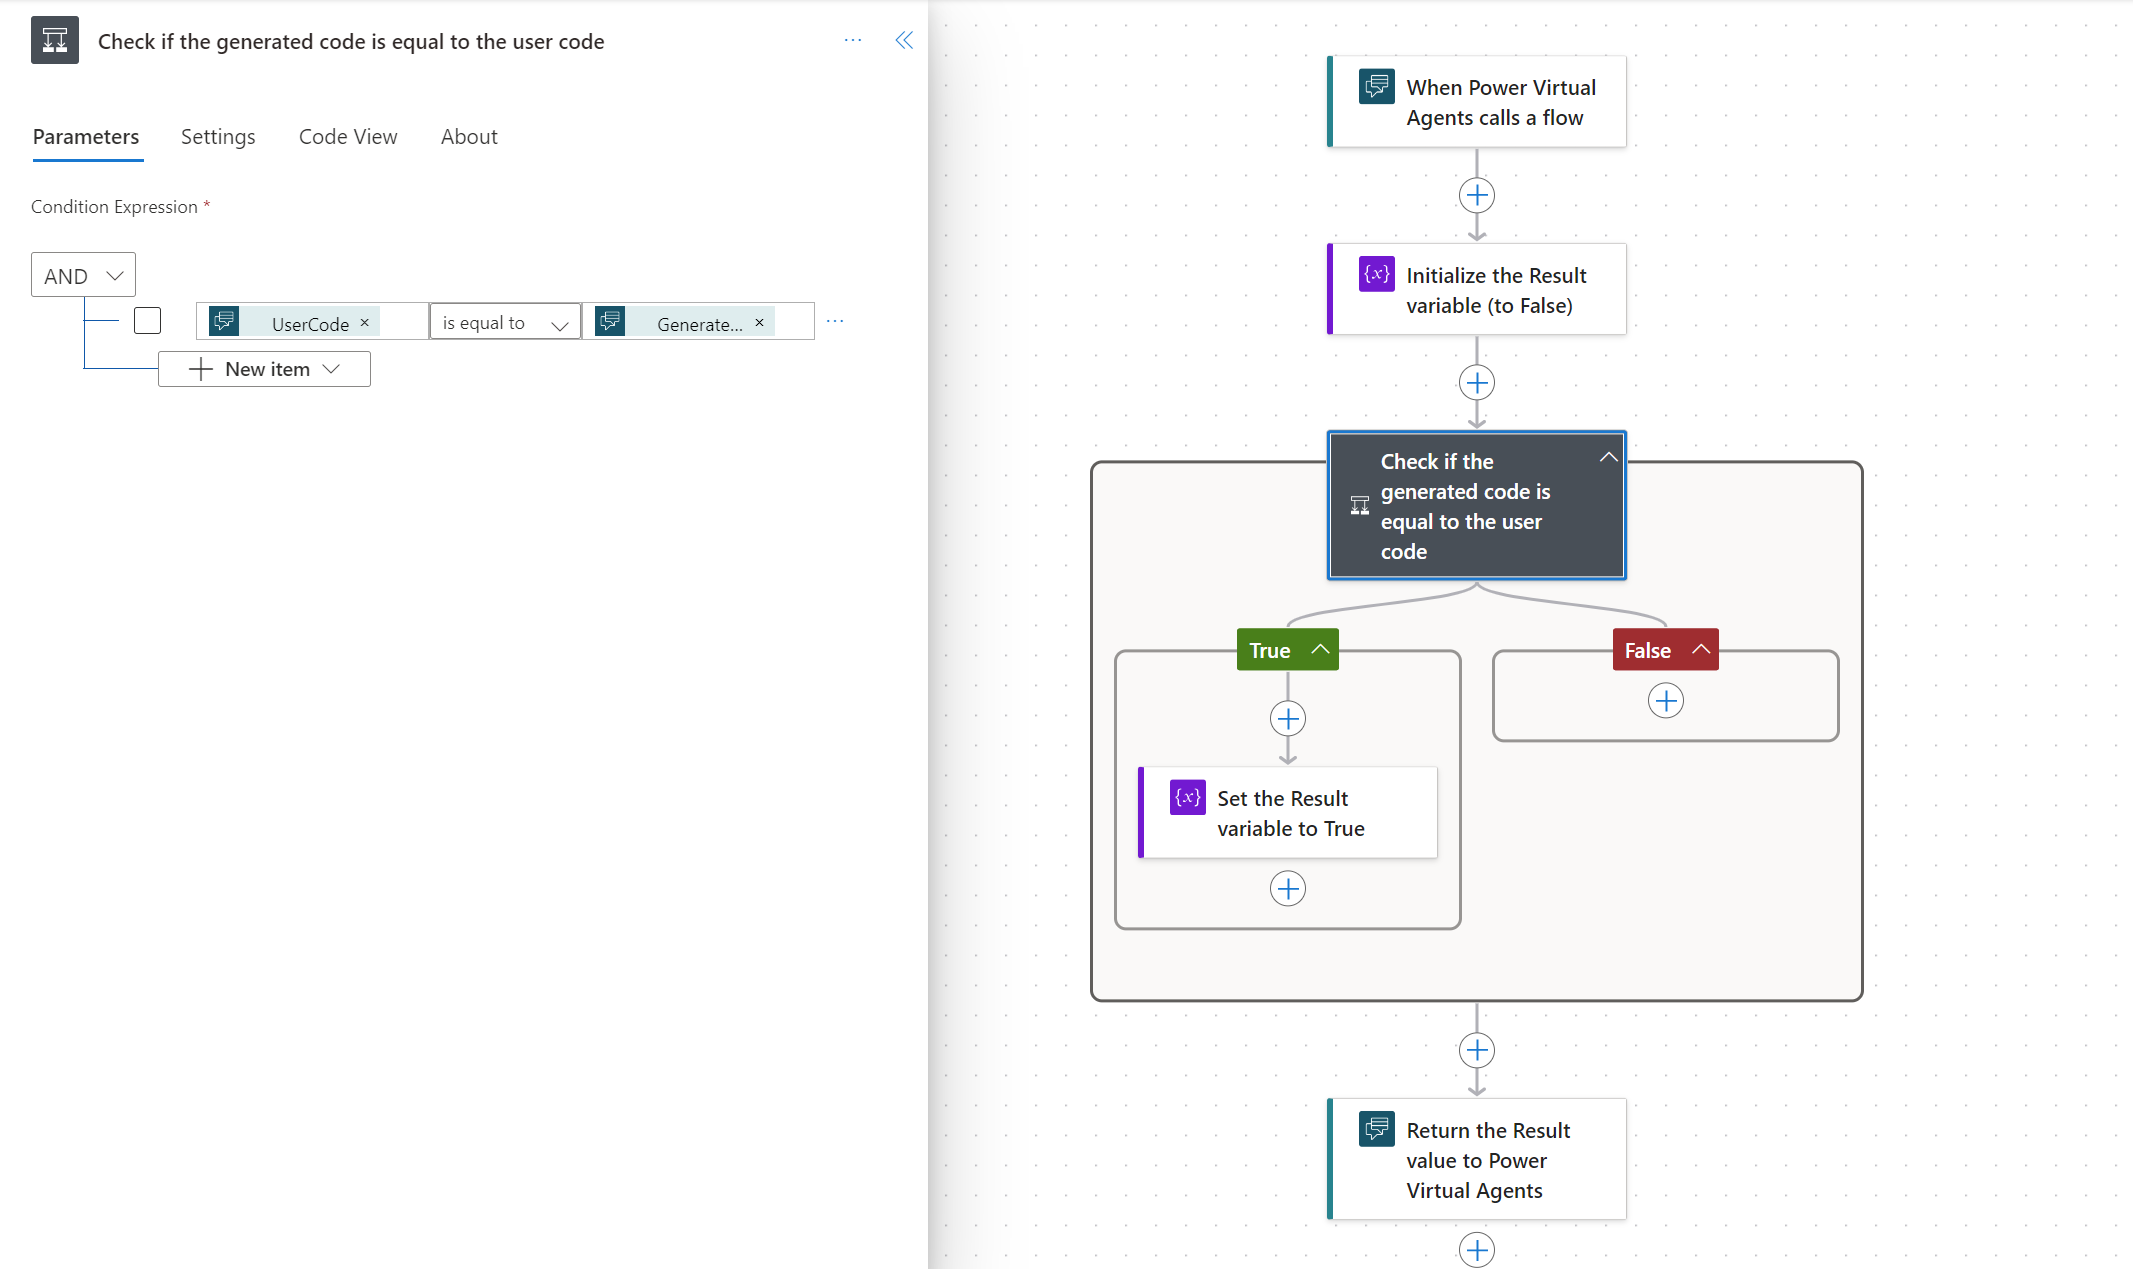 Check if the generated code is equal to the user code
Parameters
Settings
Code View
About
Condition Expression *
AND
UserCode ×
is equal to
Generate... ×
New item
When Power Virtual
Agents calls a flow
{x} Initialize the Result
variable (to False)
Check if the
generated code is
equal to the user
code
True
False
{x} Set the Result
variable to True
Return the Result
value to Power
Virtual Agents